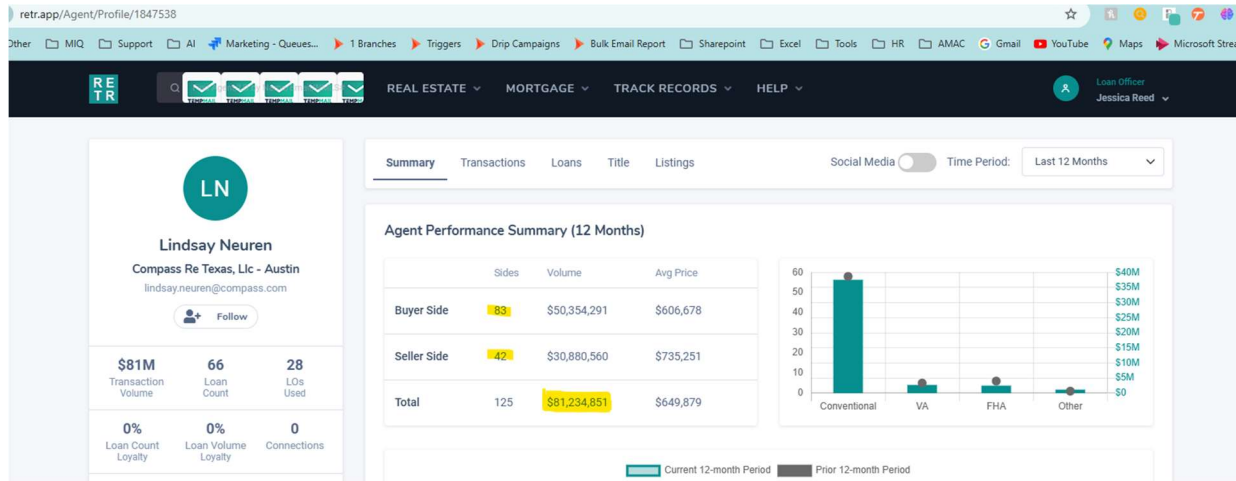 retr.app/Agent/Profile/1847538
Other MIQ Support AI Marketing - Queues... 1 Branches Triggers Drip Campaigns Bulk Email Report Sharepoint Excel Tools HR AMAC Gmail YouTube Maps Microsoft Strea
RE
TR
TEMPMAIL TEMPMAIL TEMPMAIL TEMPMAIL
REAL ESTATE MORTGAGE TRACK RECORDS HELP
Loan Officer
Jessica Reed
LN
Lindsay Neuren
Compass Re Texas, Llc - Austin
lindsay.neuren@compass.com
Follow
$81M 66 28
Transaction Loan LOs
Volume Count Used
0% 0% 0
Loan Count Loan Volume Connections
Loyalty Loyalty
Summary Transactions Loans Title Listings Social Media Time Period: Last 12 Months
Agent Performance Summary (12 Months)
Sides Volume Avg Price
Buyer Side 83 $50,354,291 $606,678
Seller Side 42 $30,880,560 $735,251
Total 125 $81,234,851 $649,879
60 $40M
50 $35M
$30M
40 $25M
30 $20M
20 $15M
$10M
10 $5M
0 $0
Conventional VA FHA Other
Current 12-month Period Prior 12-month Period